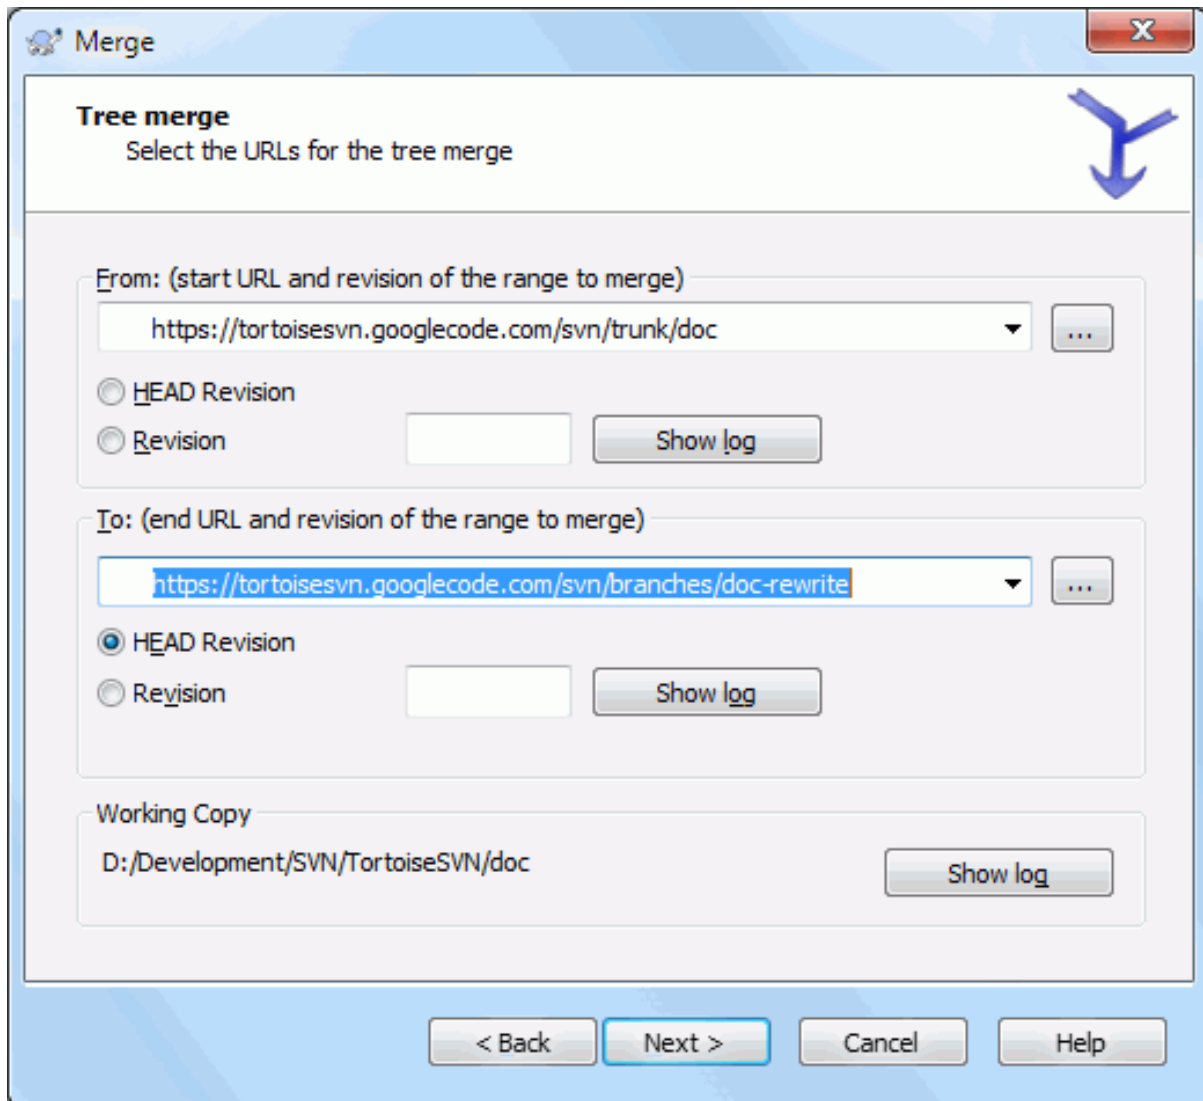 Merge
Tree merge
Select the URLs for the tree merge
From: (start URL and revision of the range to merge)
https://tortoisesvn.googlecode.com/svn/trunk/doc
...
HEAD Revision
Revision
Show log
To: (end URL and revision of the range to merge)
https://tortoisesvn.googlecode.com/svn/branches/doc-rewrite
...
HEAD Revision
Revision
Show log
Working Copy
D:/Development/SVN/TortoiseSVN/doc
Show log
< Back Next > Cancel Help